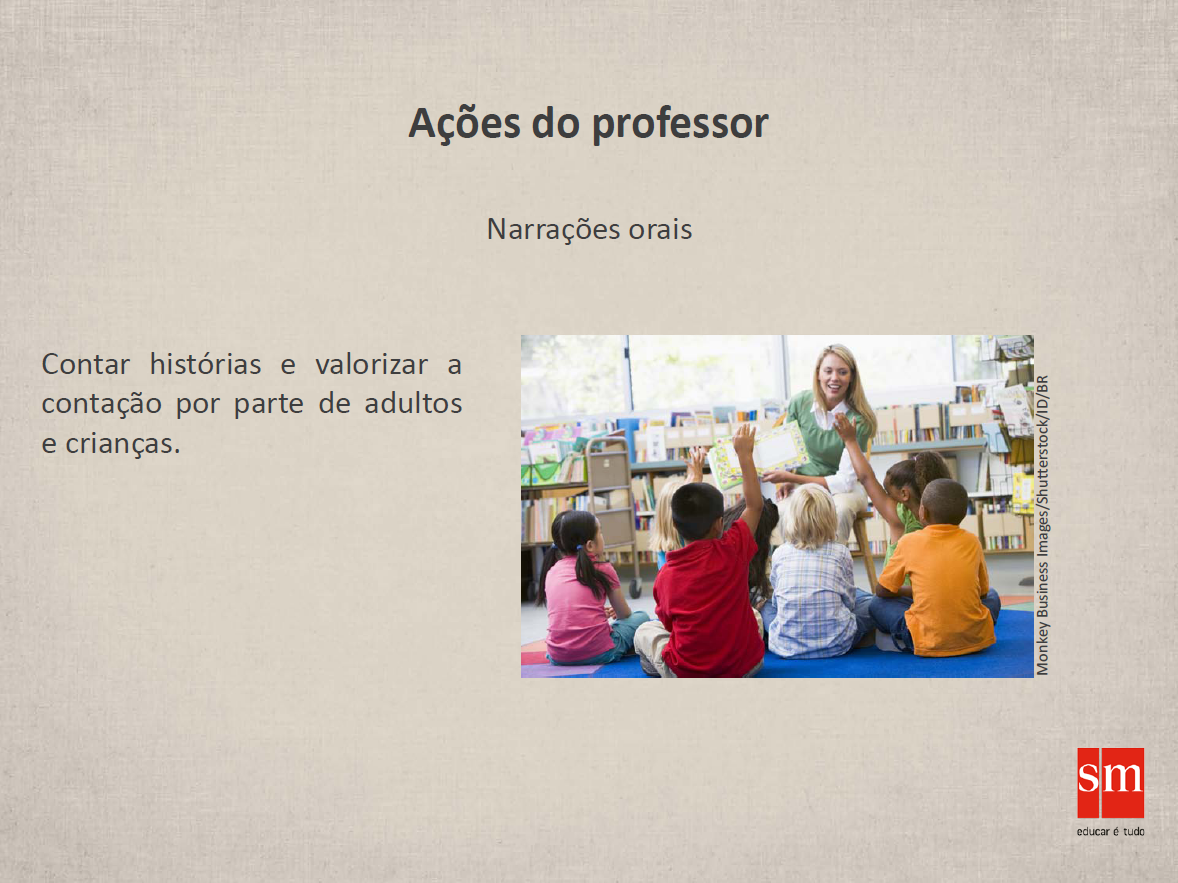 Ações do professor
Narrações orais
Contar histórias e valorizar a
contação por parte de adultos
e crianças.
Monkey Business Images/Shutterstock/ID/BR
sm
educar é tudo